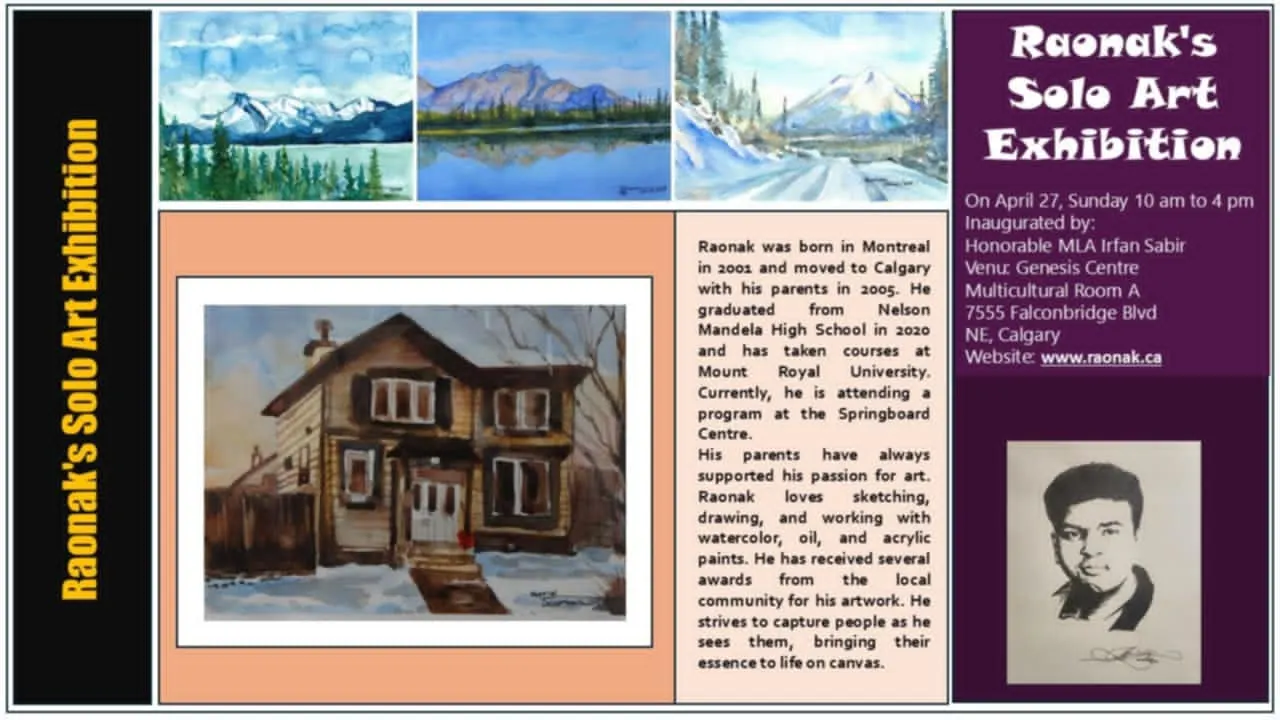 Raonak's Solo Art Exhibition
Raonak was born in Montreal
in 2001 and moved to Calgary
with his parents in 2005. He
graduated from Nelson
Mandela High School in 2020
and has taken courses at
Mount Royal University.
Currently, he is attending a
program at the Springboard
Centre.
His parents have always
supported his passion for art.
Raonak loves sketching,
drawing, and working with
watercolor, oil, and acrylic
paints. He has received several
awards from the local
community for his artwork. He
strives to capture people as he
sees them, bringing their
essence to life on canvas.
Raonak's
Solo Art
Exhibition
On April 27, Sunday 10 am to 4 pm
Inaugurated by:
Honorable MLA Irfan Sabir
Venu: Genesis Centre
Multicultural Room A
7555 Falconbridge Blvd
NE, Calgary
Website: www.raonak.ca